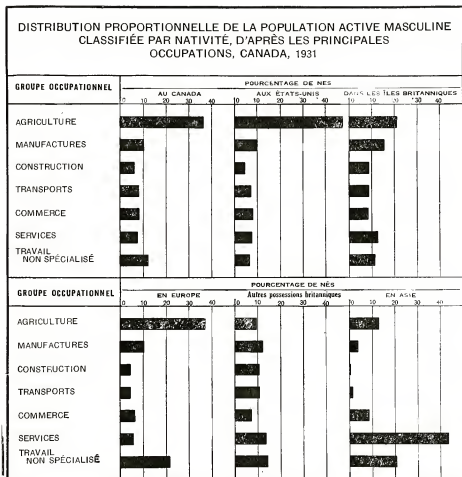 DISTRIBUTION PROPORTIONNELLE DE LA POPULATION ACTIVE MASCULINE
CLASSIFIÉE PAR NATIVITÉ, D'APRÈS LES PRINCIPALES
OCCUPATIONS, CANADA, 1931
GROUPE OCCUPATIONNEL
POURCENTAGE DE NÉS
AU CANADA AUX ÉTATS-UNIS DANS LES ÎLES BRITANNIQUES
0 10 20 30 40 0 10 20 30 40 0 10 20 30 40
AGRICULTURE
MANUFACTURES
CONSTRUCTION
TRANSPORTS
COMMERCE
SERVICES
TRAVAIL
NON SPÉCIALISÉ
GROUPE OCCUPATIONNEL
POURCENTAGE DE NÉS
EN EUROPE Autres possessions britanniques EN ASIE
0 10 20 30 40 0 10 20 30 40 0 10 20 30 40
AGRICULTURE
MANUFACTURES
CONSTRUCTION
TRANSPORTS
COMMERCE
SERVICES
TRAVAIL
NON SPÉCIALISÉ